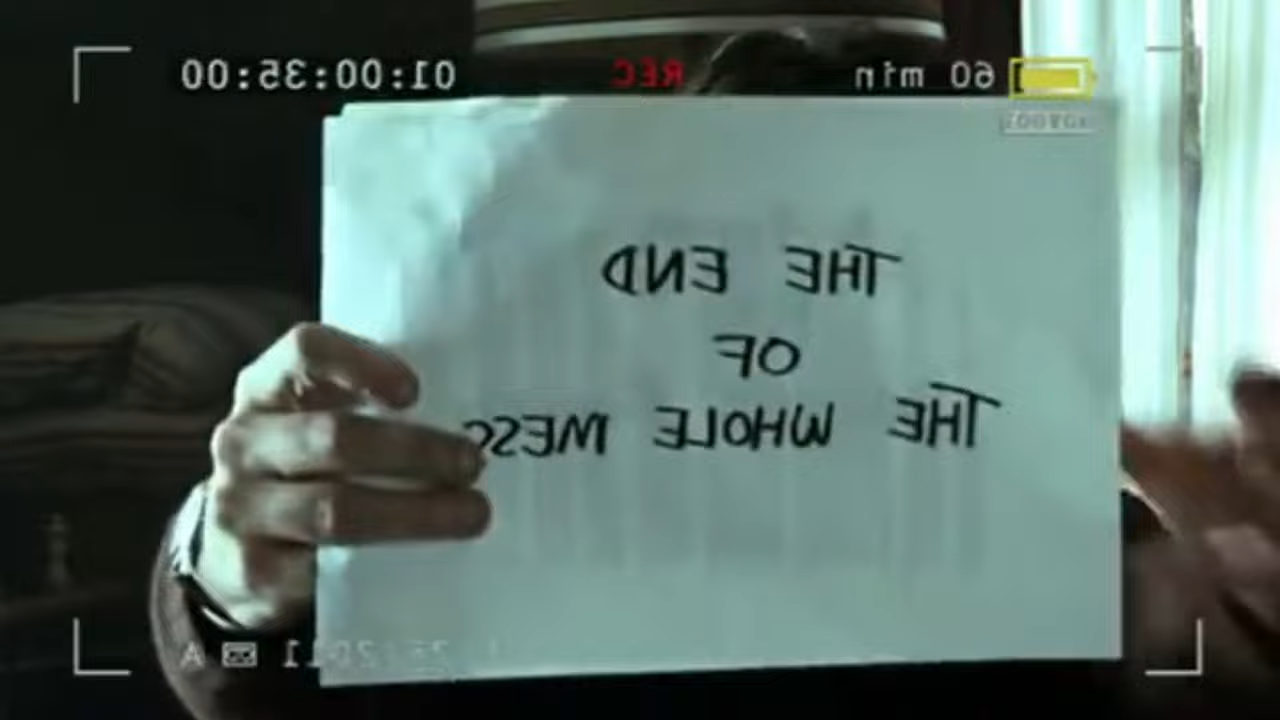 60 min REC 01:00:35:00
THE END
OF
THE WHOLE MESS
A